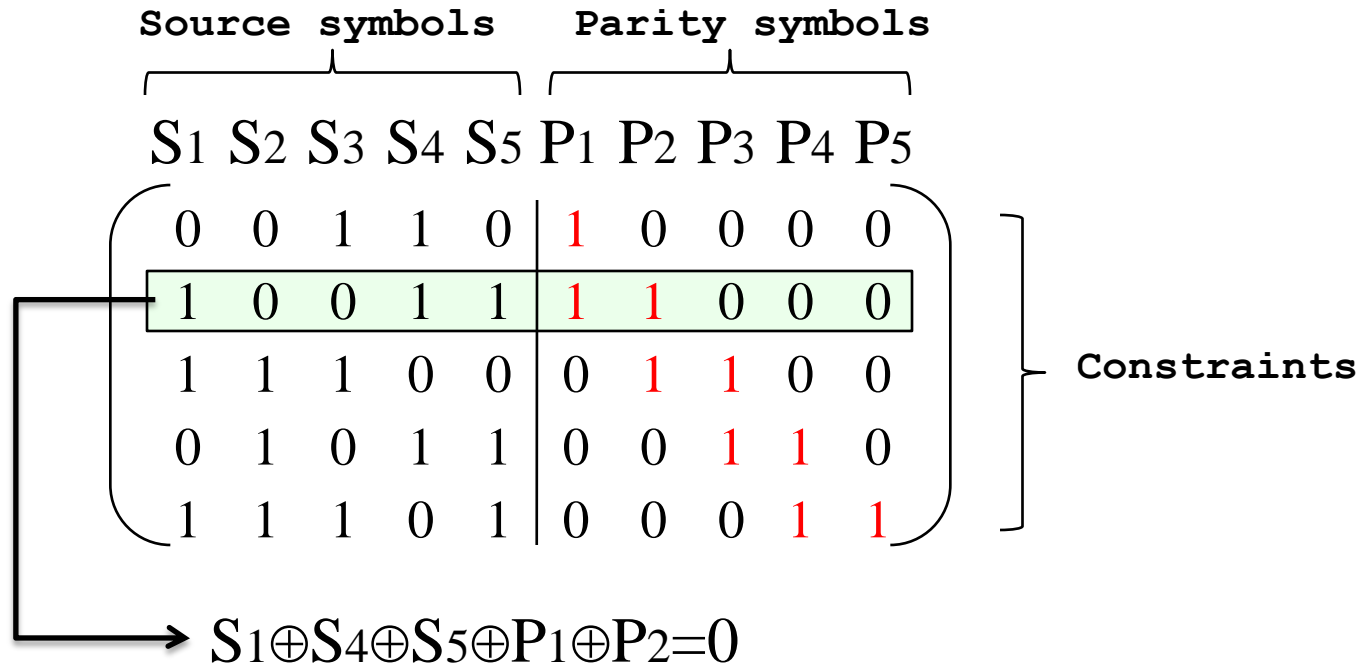 Source symbols Parity symbols
S1 S2 S3 S4 S5 P1 P2 P3 P4 P5
0 0 1 1 0 1 0 0 0 0
1 0 0 1 1 1 1 0 0 0
1 1 1 0 0 0 1 1 0 0
Constraints
0 1 0 1 1 0 0 1 1 0
1 1 1 0 1 0 0 0 1 1
S1⊕S4⊕S5⊕P1⊕P2=0